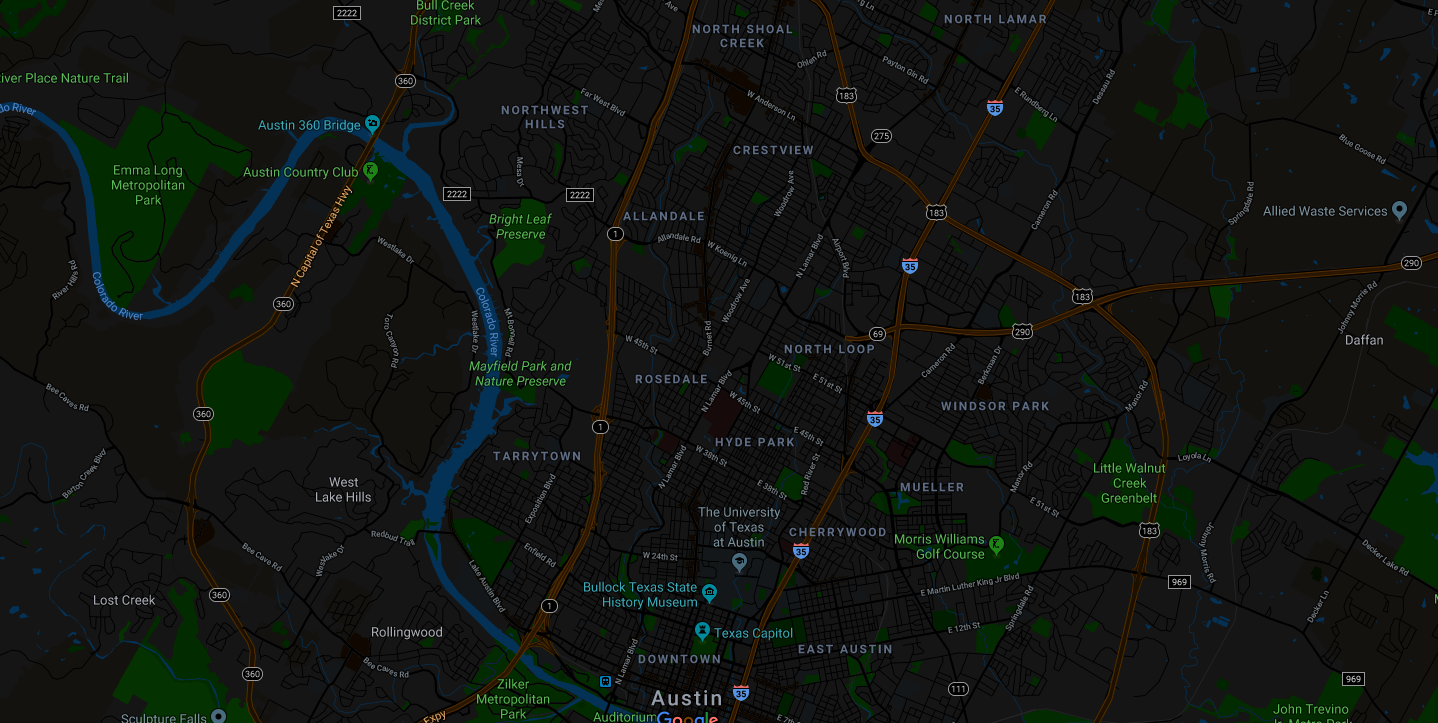 Bull Creek
District Park
2222
NORTH LAMAR
NORTH SHOAL
CREEK
Ohlen Rd
Payton Gin Rd
River Place Nature Trail
360
183
Dessau Rd
Far West Blvd
W Anderson Ln
E Rundberg Ln
35
NORTHWEST
HILLS
Austin 360 Bridge
275
CRESTVIEW
Blue Goose Rd
Emma Long
Metropolitan
Park
Austin Country Club
Mesa Dr
2222
2222
Woodrow Ave
Cameron Rd
Springdale Rd
N Capital of Texas Hwy
Bright Leaf
Preserve
ALLANDALE
183
Allied Waste Services
1
Allandale Rd
W Koenig Ln
N Lamar Blvd
Airport Blvd
Westlake Dr
River Hills Rd
35
290
Colorado River
360
Colorado River
Woodrow Ave
183
Johnny Morris Rd
Toro Canyon Rd
Westlake Dr
Mt Bonnell Rd
Burnet Rd
69
290
Daffan
W 45th St
NORTH LOOP
W 51st St
E 51st St
Cameron Rd
Berkman Dr
Mayfield Park and
Nature Preserve
ROSEDALE
Bee Caves Rd
N Lamar Blvd
W 45th St
Manor Rd
WINDSOR PARK
360
1
35
E 45th St
HYDE PARK
TARRYTOWN
W 38th St
N Lamar Blvd
Red River St
E 38th St
Loyola Ln
Barton Creek Blvd
West
Lake Hills
Exposition Blvd
MUELLER
Manor Rd
Little Walnut
Creek
Greenbelt
E 51st St
The University
of Texas
at Austin
CHERRYWOOD
183
Redbud Trail
Morris Williams
Golf Course
35
Johnny Morris Rd
Decker Lake Rd
Bee Cave Rd
Westlake Dr
Enfield Rd
W 24th St
Lake Austin Blvd
Bullock Texas State
History Museum
E Martin Luther King Jr Blvd
969
Lost Creek
360
1
Springdale Rd
Decker Ln
Rollingwood
Texas Capitol
E 12th St
N Lamar Blvd
DOWNTOWN
EAST AUSTIN
Bee Caves Rd
360
Zilker
Metropolitan
Park
Austin
35
111
969
Sculpture Falls
Expy
Auditorium
Google
E 7th St
John Trevino